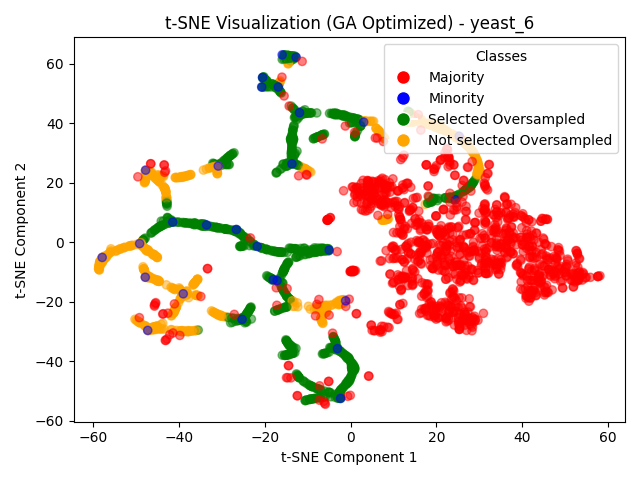 t-SNE Visualization (GA Optimized) - yeast_6
Classes
Majority
Minority
Selected Oversampled
Not selected Oversampled
t-SNE Component 2
60
40
20
0
−20
−40
−60
−60
−40
−20
0
20
40
60
t-SNE Component 1